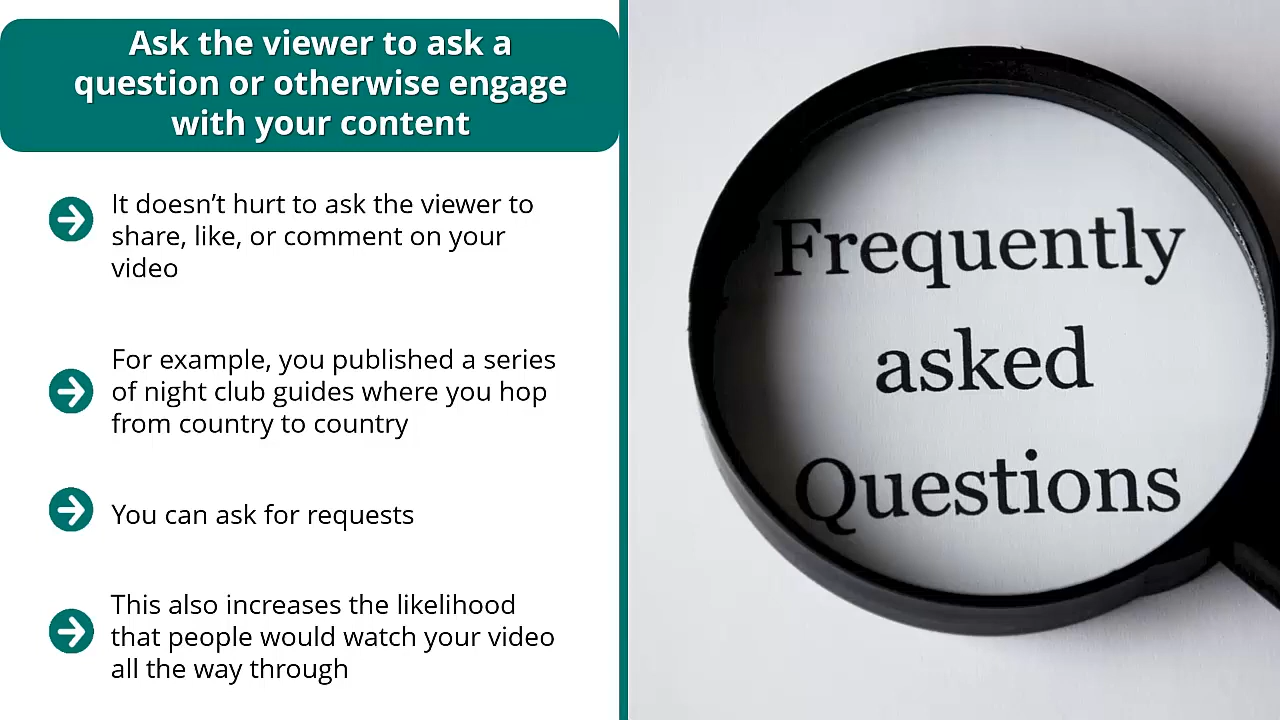 Ask the viewer to ask a
question or otherwise engage
with your content
It doesn’t hurt to ask the viewer to
share, like, or comment on your
video
For example, you published a series
of night club guides where you hop
from country to country
You can ask for requests
This also increases the likelihood
that people would watch your video
all the way through
Frequently
asked
Questions